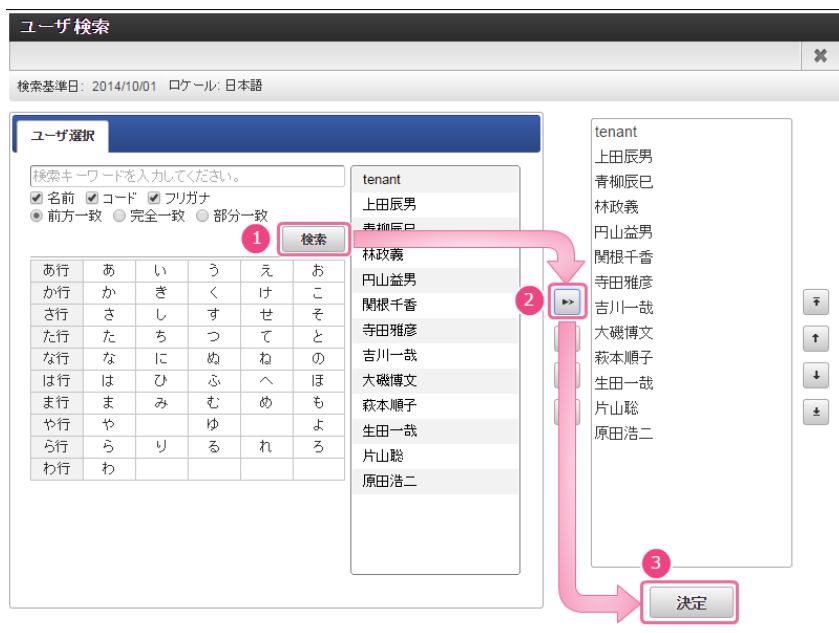 ユーザ検索
検索基準日: 2014/10/01 ロケール: 日本語
ユーザ選択
検索キーワードを入力してください。
名前 コード フリガナ
前方一致 完全一致 部分一致
1
検索
あ行 あ い う え お
か行 か き く け こ
さ行 さ し す せ そ
た行 た ち つ て と
な行 な に ぬ ね の
は行 は ひ ふ へ ほ
ま行 ま み む め も
や行 や ゆ よ
ら行 ら り る れ ろ
わ行 わ
tenant
上田辰男
青柳辰巳
林政義
円山益男
関根千香
寺田雅彦
吉川一哉
大磯博文
萩本順子
生田一哉
片山聡
原田浩二
2
tenant
上田辰男
青柳辰巳
林政義
円山益男
関根千香
寺田雅彦
吉川一哉
大磯博文
萩本順子
生田一哉
片山聡
原田浩二
3
決定